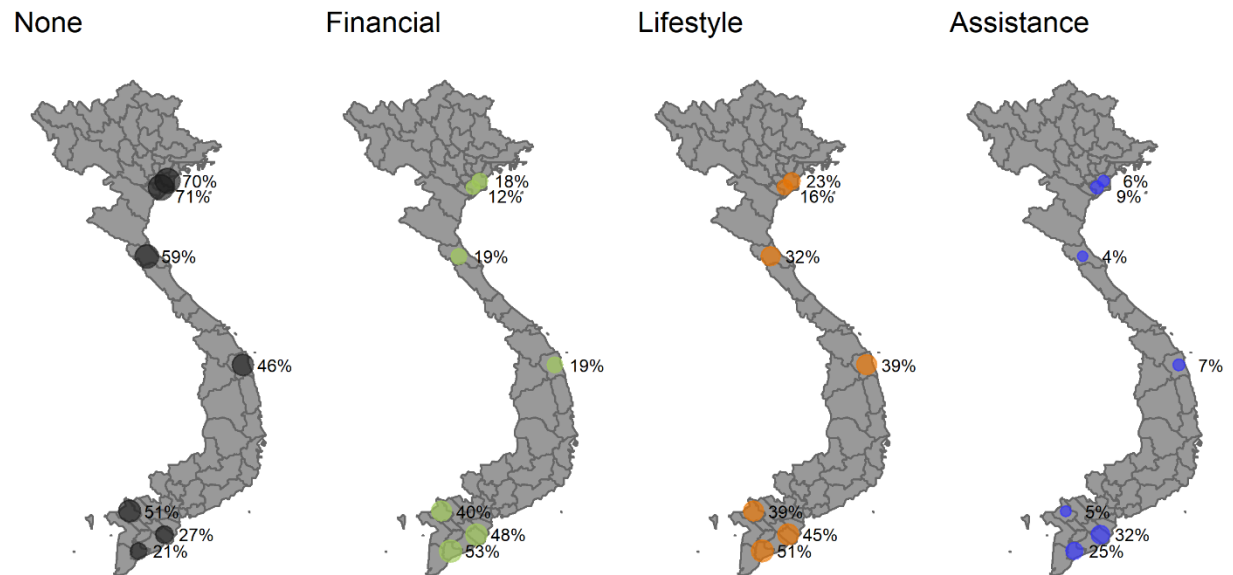 None Financial Lifestyle Assistance
70% 18% 23% 6%
71% 12% 16% 9%
59% 19% 32% 4%
46% 19% 39% 7%
51% 40% 39% 5%
27% 48% 45% 32%
21% 53% 51% 25%